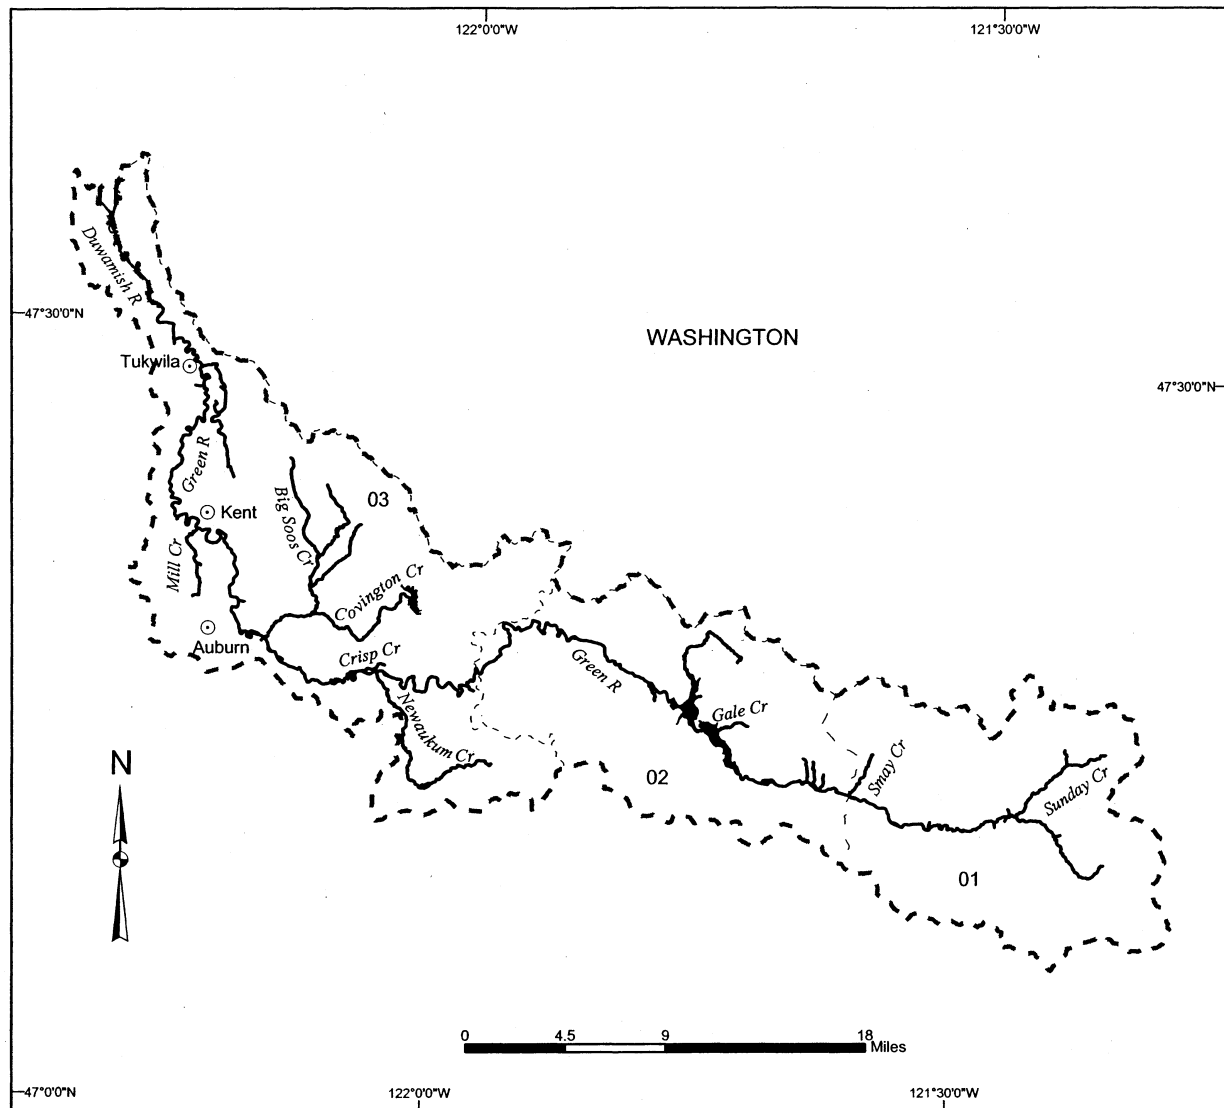 122°0'0"W
121°30'0"W
Duwamish R
47°30'0"N
WASHINGTON
Tukwila
47°30'0"N
Green R
Big Soos Cr
03
Kent
Mill Cr
Covington Cr
Auburn
Crisp Cr
Green R
Newaukum Cr
Gale Cr
Smay Cr
02
Sunday Cr
N
01
0 4.5 9 18
Miles
47°0'0"N
122°0'0"W
121°30'0"W